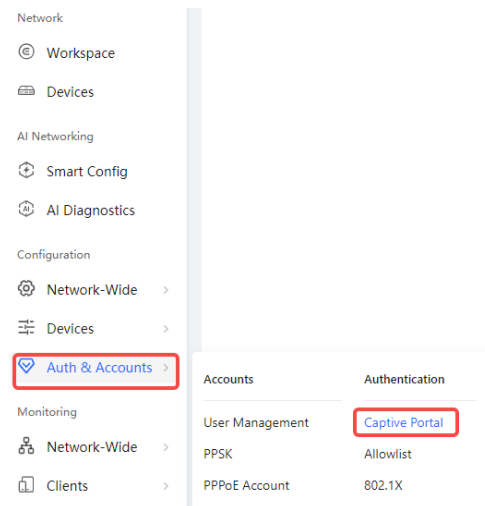 Network
Workspace
Devices
AI Networking
Smart Config
AI Diagnostics
Configuration
Network-Wide
Devices
Auth & Accounts
Monitoring
Network-Wide
Clients
Accounts
User Management
PPSK
PPPoE Account
Authentication
Captive Portal
Allowlist
802.1X